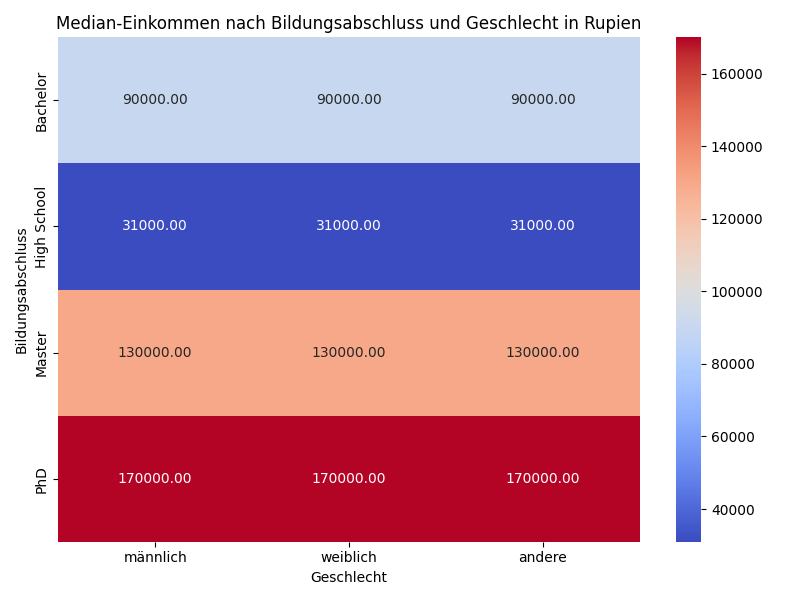 Median-Einkommen nach Bildungsabschluss und Geschlecht in Rupien
Bildungsabschluss
Bachelor
90000.00 90000.00 90000.00
High School
31000.00 31000.00 31000.00
Master
130000.00 130000.00 130000.00
PhD
170000.00 170000.00 170000.00
männlich weiblich andere
Geschlecht
160000
140000
120000
100000
80000
60000
40000